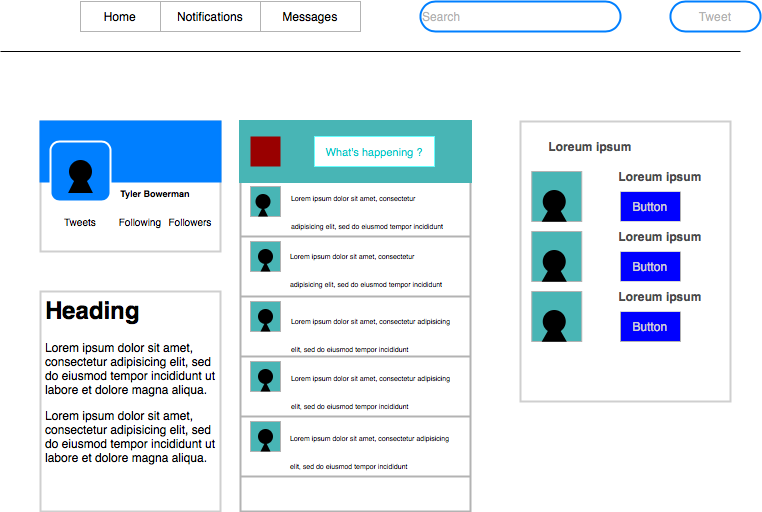 Home Notifications Messages Search Tweet
Tyler Bowerman
Tweets Following Followers
Heading
Lorem ipsum dolor sit amet,
consectetur adipisicing elit, sed
do eiusmod tempor incididunt ut
labore et dolore magna aliqua.
Lorem ipsum dolor sit amet,
consectetur adipisicing elit, sed
do eiusmod tempor incididunt ut
labore et dolore magna aliqua.
What's happening ?
Lorem ipsum dolor sit amet, consectetur
adipisicing elit, sed do eiusmod tempor incididunt
Lorem ipsum dolor sit amet, consectetur
adipisicing elit, sed do eiusmod tempor incididunt
Lorem ipsum dolor sit amet, consectetur adipisicing
elit, sed do eiusmod tempor incididunt
Lorem ipsum dolor sit amet, consectetur adipisicing
elit, sed do eiusmod tempor incididunt
Lorem ipsum dolor sit amet, consectetur adipisicing
elit, sed do eiusmod tempor incididunt
Loreum ipsum
Loreum ipsum
Button
Loreum ipsum
Button
Loreum ipsum
Button